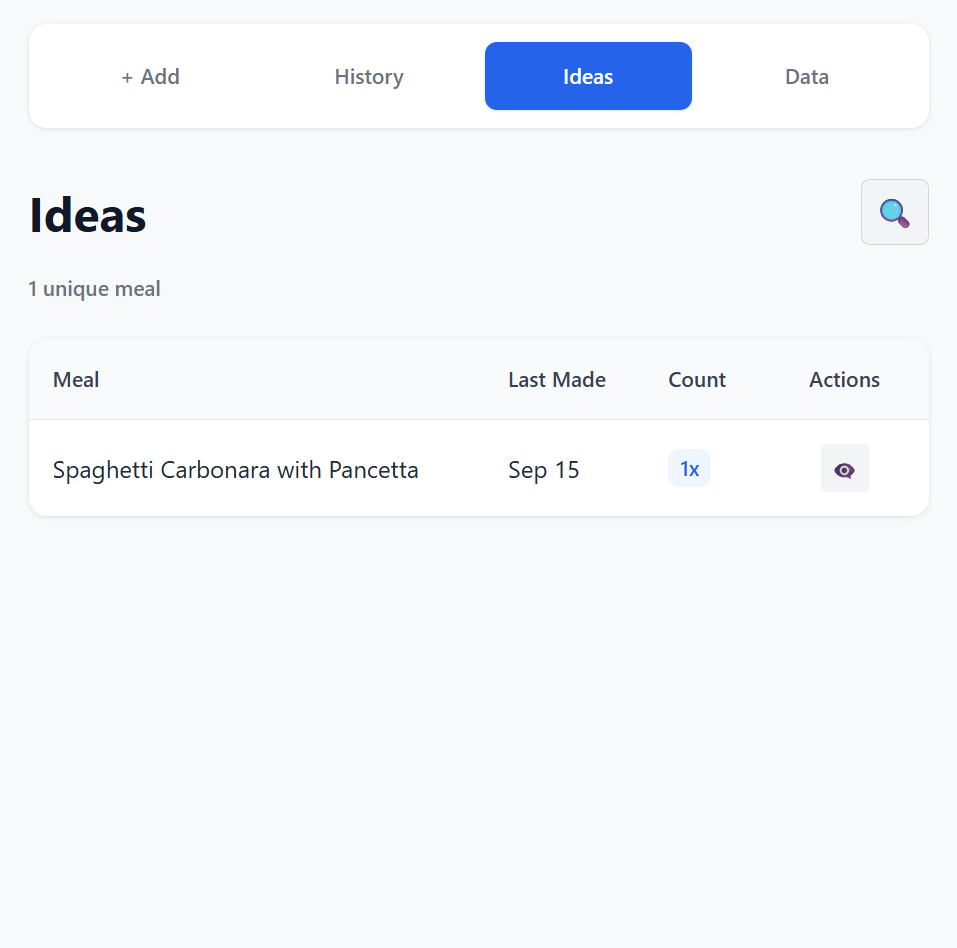 + Add History Ideas Data
Ideas
1 unique meal
Meal Last Made Count Actions
Spaghetti Carbonara with Pancetta Sep 15 1x